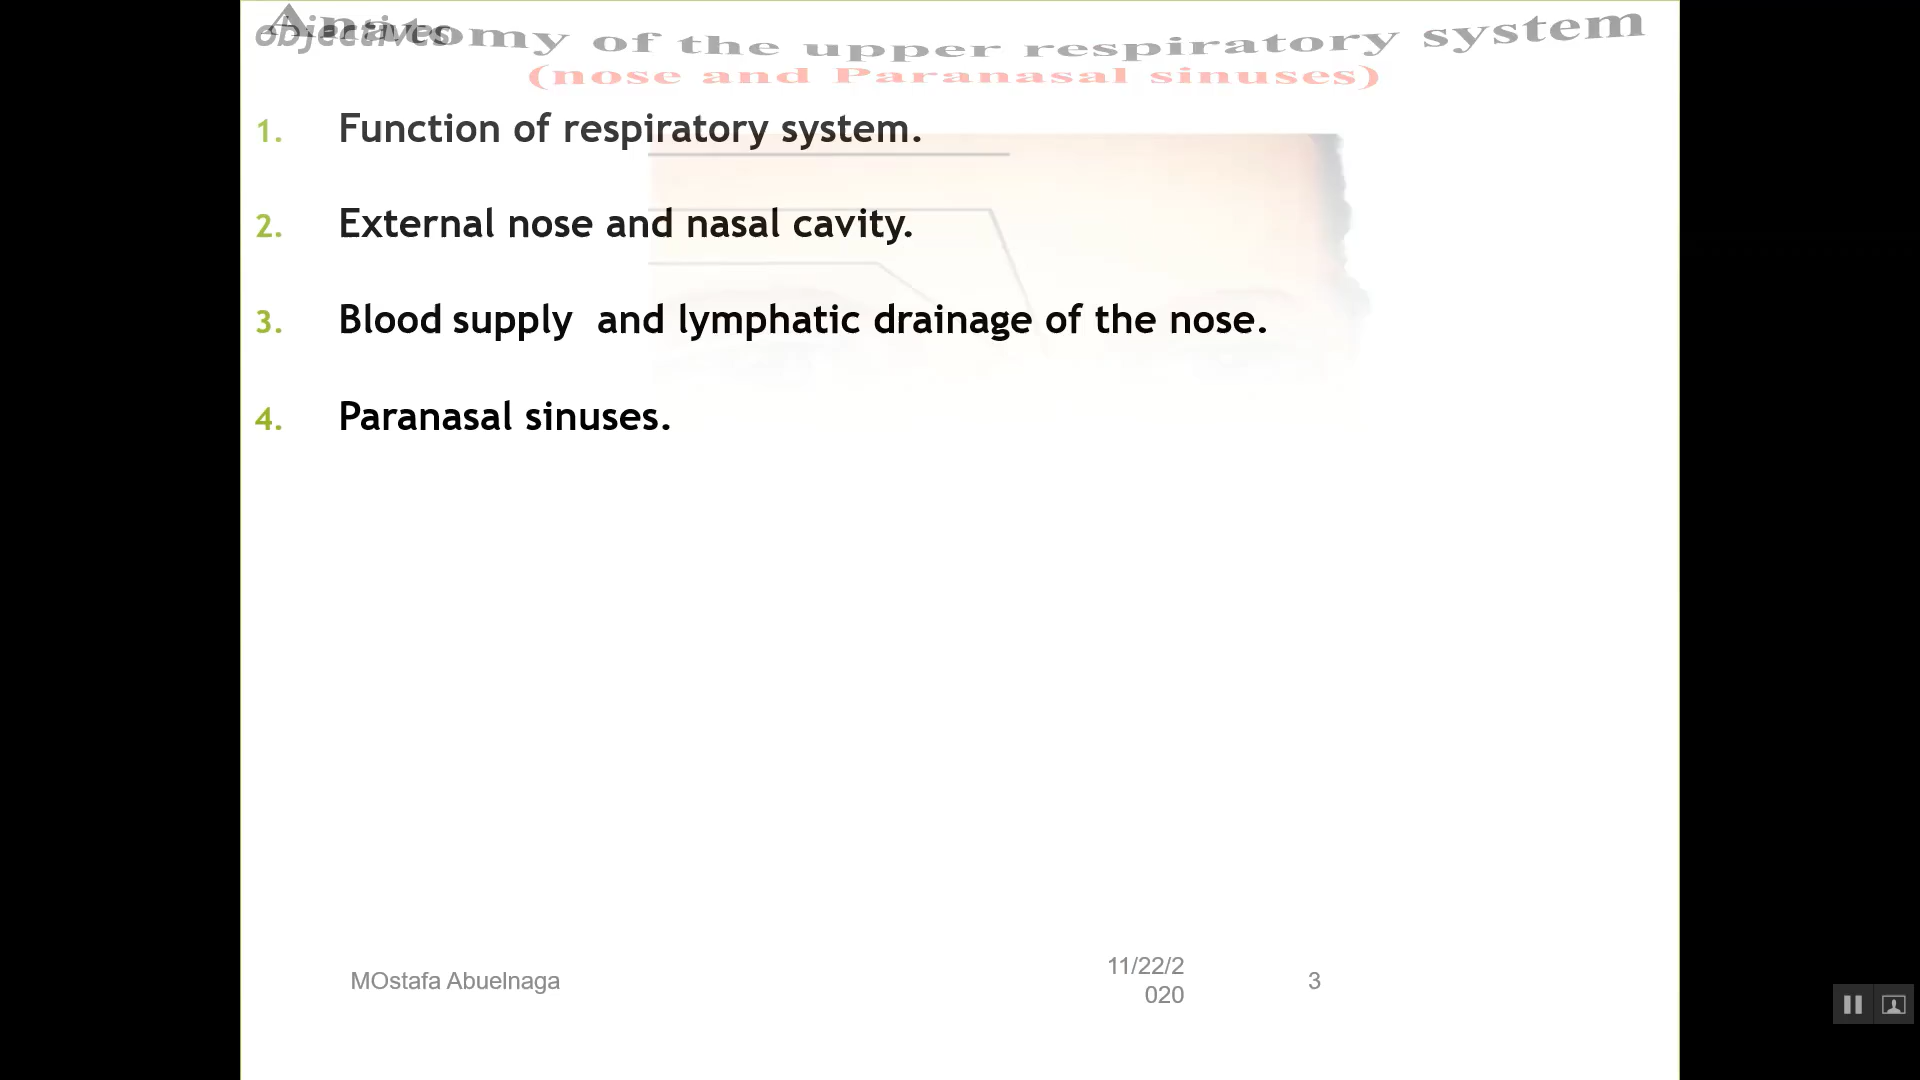 Anatomy of the upper respiratory system
objectives
(nose and Paranasal sinuses)
1. Function of respiratory system.
2. External nose and nasal cavity.
3. Blood supply and lymphatic drainage of the nose.
4. Paranasal sinuses.
MOstafa Abuelnaga
11/22/2
020
3